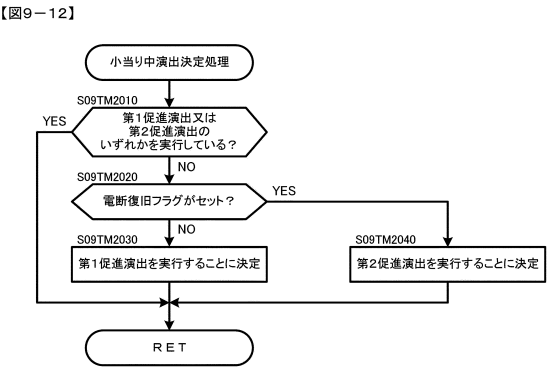 【図９－１２】
小当り中演出決定処理
S09TM2010
第１促進演出又は
第２促進演出の
いずれかを実行している？
YES
NO
S09TM2020
電断復旧フラグがセット？
YES
NO
S09TM2030
第１促進演出を実行することに決定
S09TM2040
第２促進演出を実行することに決定
ＲＥＴ